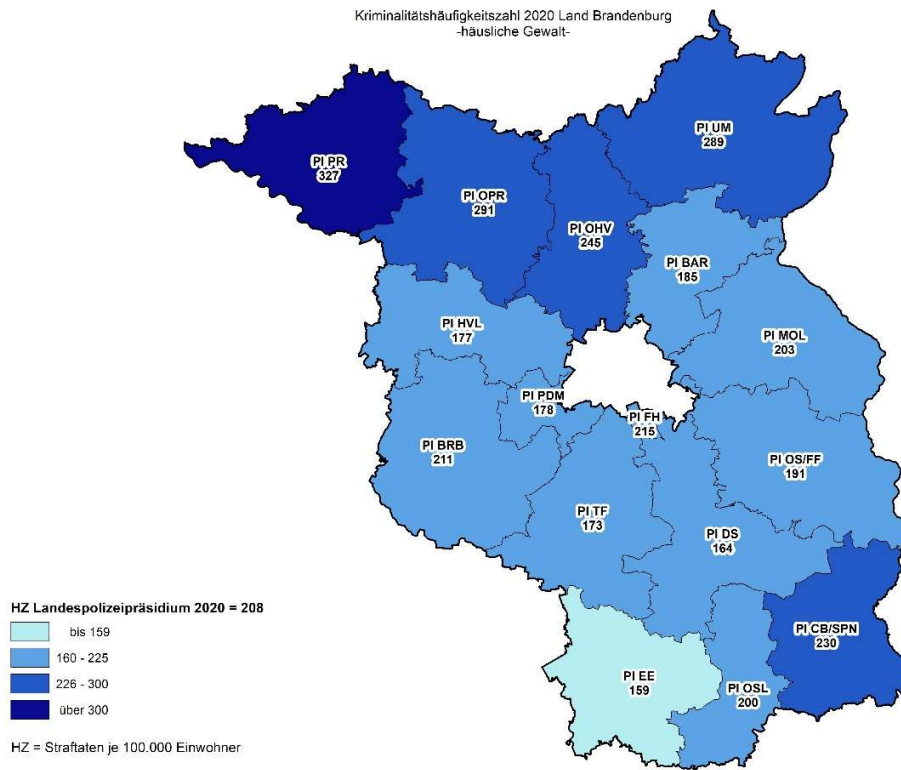 Kriminalitätshäufigkeitszahl 2020 Land Brandenburg
-häusliche Gewalt-
PI UM
289
PI PR
327
PI OPR
291
PI OHV
245
PI BAR
185
PI HVL
177
PI MOL
203
PI PDM
178
PI FH
215
PI BRB
211
PI OS/FF
191
PI TF
173
PI DS
164
HZ Landespolizeipräsidium 2020 = 208
bis 159
160 - 225
226 - 300
über 300
HZ = Straftaten je 100.000 Einwohner
PI CB/SPN
230
PI EE
159
PI OSL
200